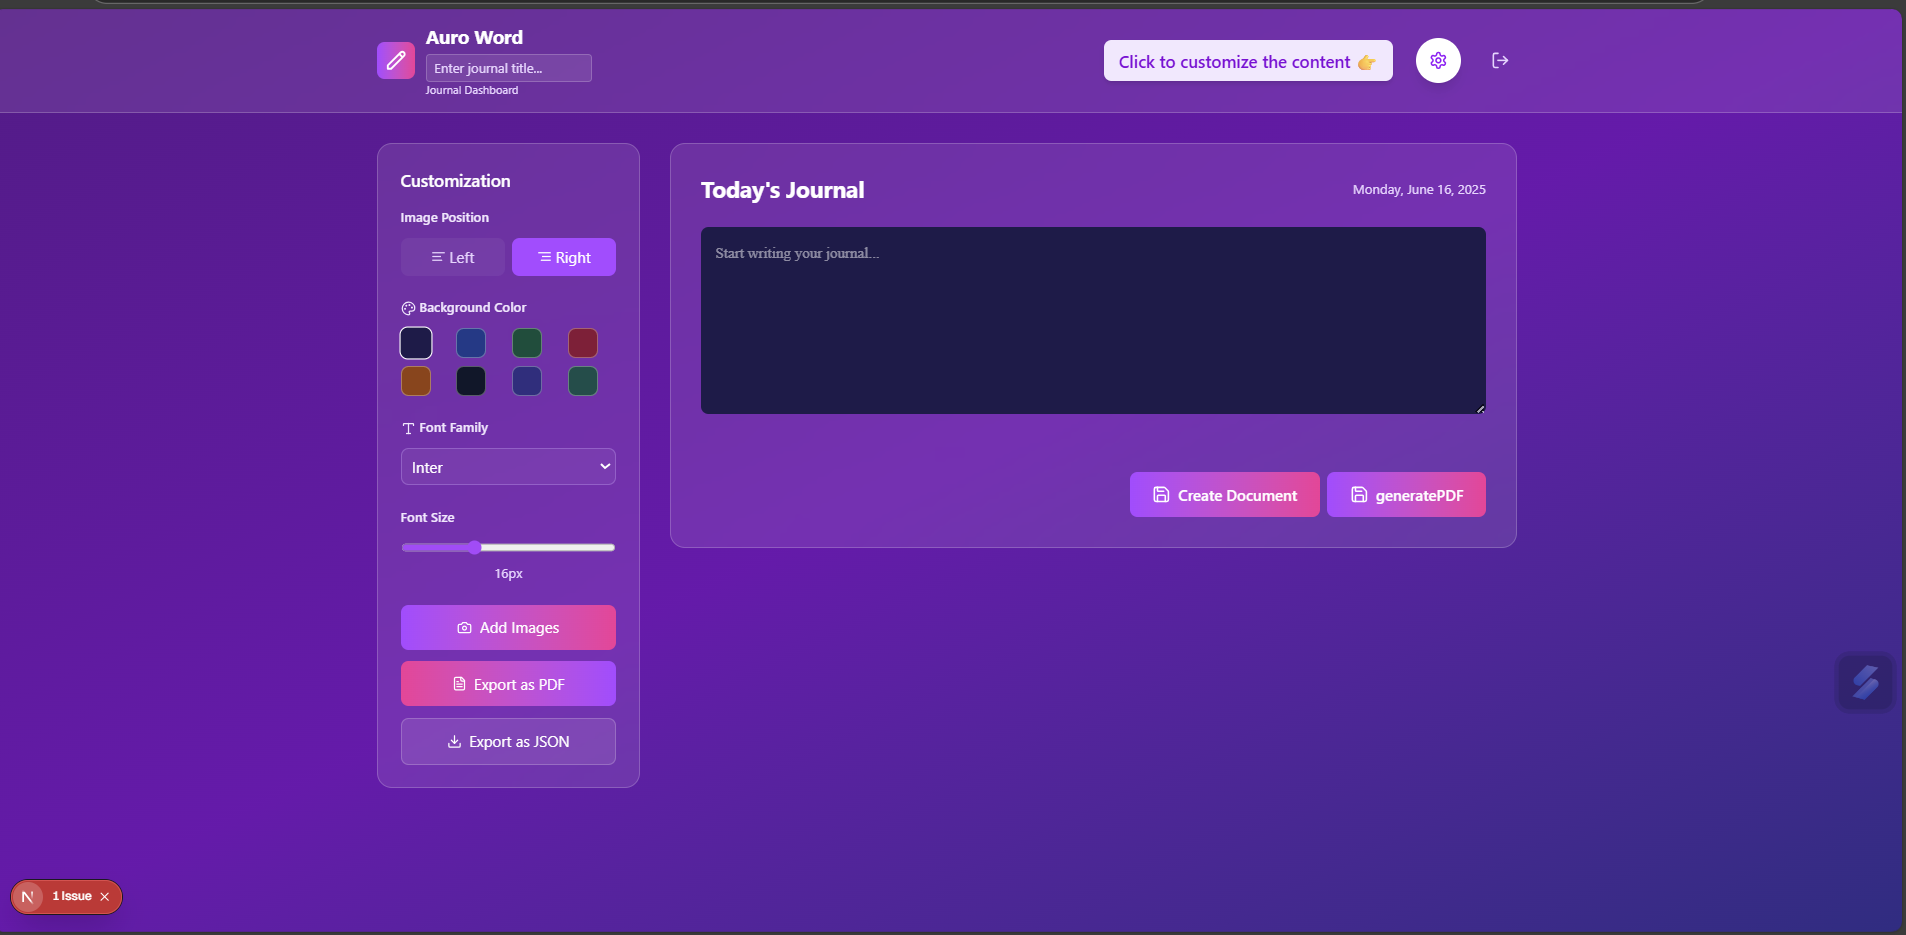 Auro Word
Enter journal title...
Journal Dashboard
Click to customize the content 👉
Customization
Image Position
Left
Right
Background Color
Font Family
Inter
Font Size
16px
Add Images
Export as PDF
Export as JSON
Today's Journal
Monday, June 16, 2025
Start writing your journal...
Create Document
generatePDF
N
1 Issue